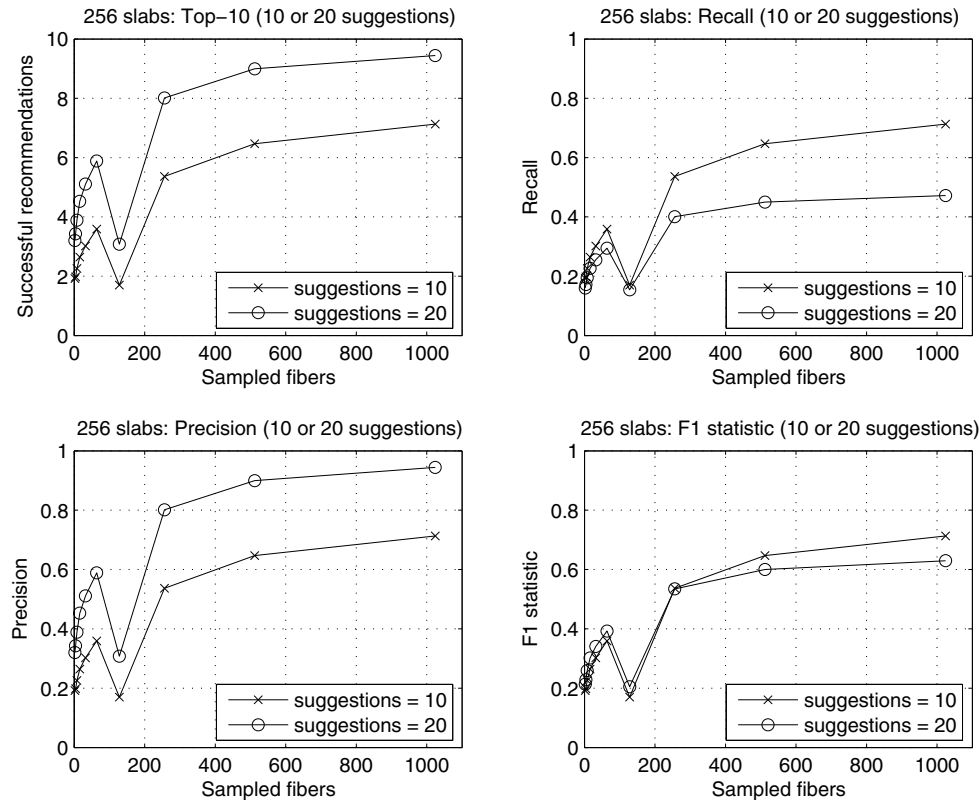 256 slabs: Top-10 (10 or 20 suggestions)
10
8
6
4
2
0
Successful recommendations
suggestions = 10
suggestions = 20
0 200 400 600 800 1000
Sampled fibers
256 slabs: Recall (10 or 20 suggestions)
1
0.8
0.6
0.4
0.2
0
Recall
suggestions = 10
suggestions = 20
0 200 400 600 800 1000
Sampled fibers
256 slabs: Precision (10 or 20 suggestions)
1
0.8
0.6
0.4
0.2
0
Precision
suggestions = 10
suggestions = 20
0 200 400 600 800 1000
Sampled fibers
256 slabs: F1 statistic (10 or 20 suggestions)
1
0.8
0.6
0.4
0.2
0
F1 statistic
suggestions = 10
suggestions = 20
0 200 400 600 800 1000
Sampled fibers